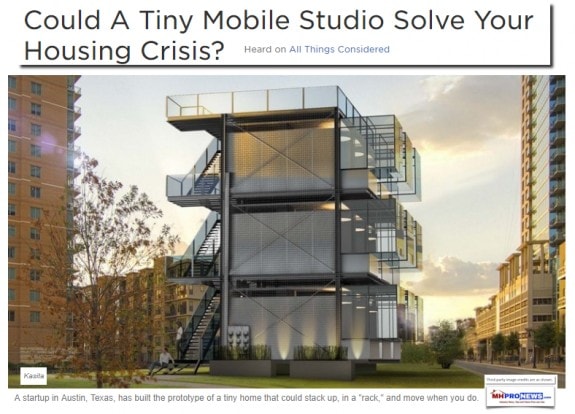 Could A Tiny Mobile Studio Solve Your
Housing Crisis? Heard on All Things Considered
Kasita
Third party image credits are as shown.
MHPRONEWS.COM
A startup in Austin, Texas, has built the prototype of a tiny home that could stack up, in a "rack," and move when you do.